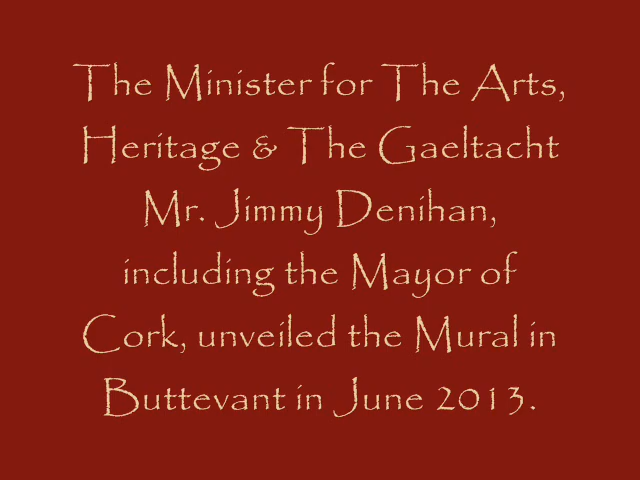 The Minister for The Arts,
Heritage & The Gaeltacht
Mr. Jimmy Denihan,
including the Mayor of
Cork, unveiled the Mural in
Buttevant in June 2013.